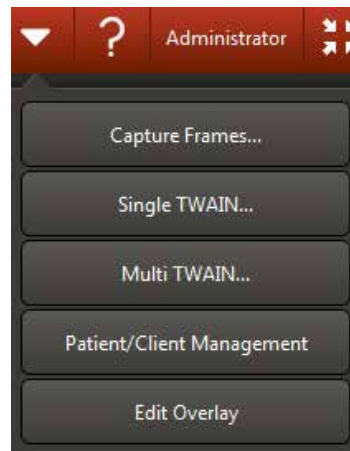 ? Administrator
Capture Frames...
Single TWAIN...
Multi TWAIN...
Patient/Client Management
Edit Overlay